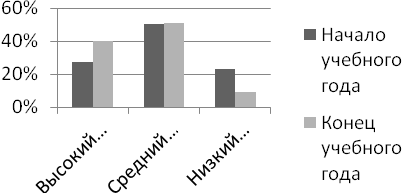 60%
40%
20%
0%
Высокий...
Средний...
Низкий...
Начало
учебного
года
Конец
учебного
года